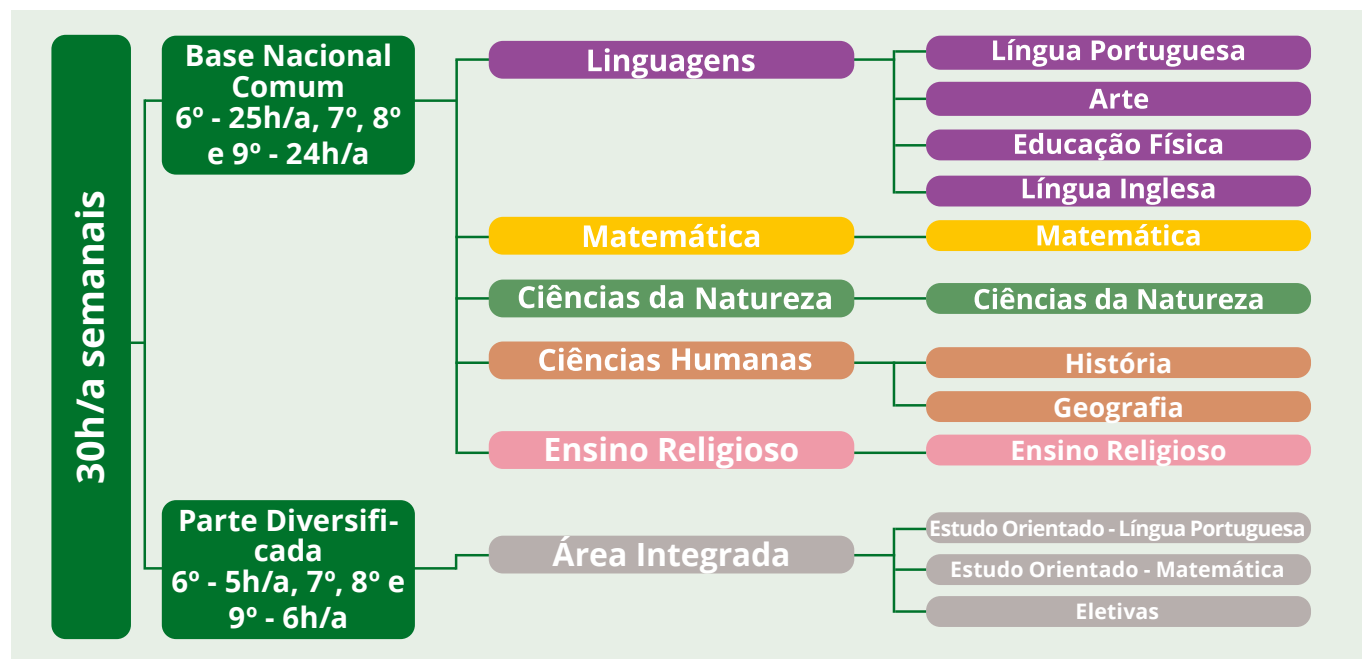 30h/a semanais
Base Nacional
Comum
6º - 25h/a, 7º, 8º
e 9º - 24h/a
Linguagens
Língua Portuguesa
Arte
Educação Física
Língua Inglesa
Matemática
Matemática
Ciências da Natureza
Ciências da Natureza
Ciências Humanas
História
Geografia
Ensino Religioso
Ensino Religioso
Parte Diversifi-
cada
6º - 5h/a, 7º, 8º e
9º - 6h/a
Área Integrada
Estudo Orientado - Língua Portuguesa
Estudo Orientado - Matemática
Eletivas